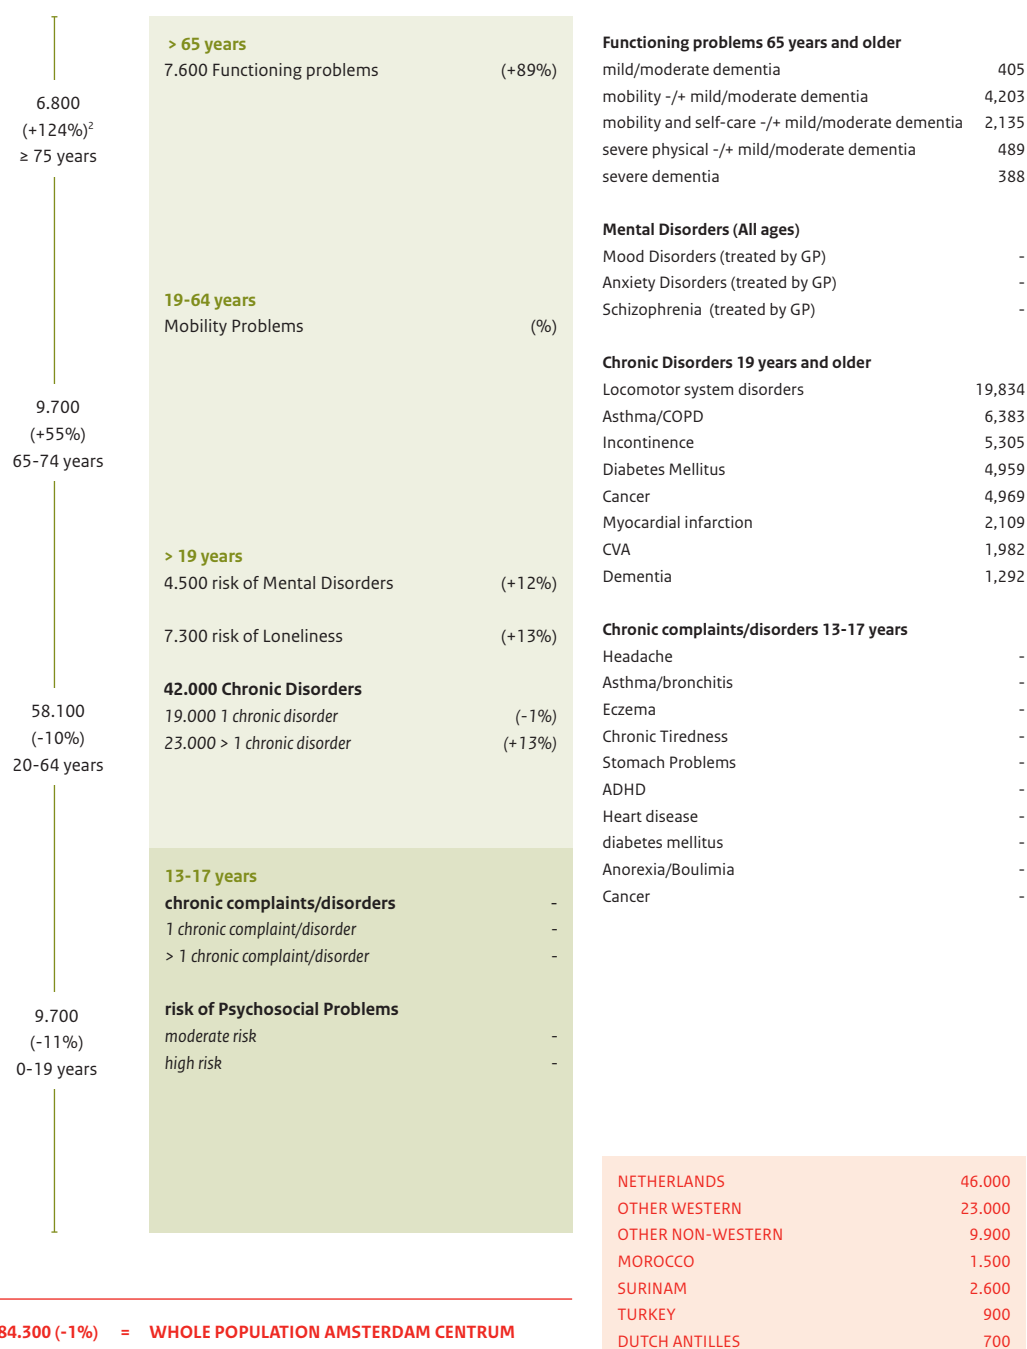 6.800
(+124%)²
≥ 75 years
9.700
(+55%)
65-74 years
58.100
(-10%)
20-64 years
9.700
(-11%)
0-19 years
> 65 years
7.600 Functioning problems (+89%)
19-64 years
Mobility Problems (%)
> 19 years
4.500 risk of Mental Disorders (+12%)
7.300 risk of Loneliness (+13%)
42.000 Chronic Disorders
19.000 1 chronic disorder (-1%)
23.000 > 1 chronic disorder (+13%)
13-17 years
chronic complaints/disorders -
1 chronic complaint/disorder -
> 1 chronic complaint/disorder -
risk of Psychosocial Problems
moderate risk -
high risk -
84.300 (-1%) = WHOLE POPULATION AMSTERDAM CENTRUM
Functioning problems 65 years and older
mild/moderate dementia 405
mobility -/+ mild/moderate dementia 4,203
mobility and self-care -/+ mild/moderate dementia 2,135
severe physical -/+ mild/moderate dementia 489
severe dementia 388
Mental Disorders (All ages)
Mood Disorders (treated by GP) -
Anxiety Disorders (treated by GP) -
Schizophrenia (treated by GP) -
Chronic Disorders 19 years and older
Locomotor system disorders 19,834
Asthma/COPD 6,383
Incontinence 5,305
Diabetes Mellitus 4,959
Cancer 4,969
Myocardial infarction 2,109
CVA 1,982
Dementia 1,292
Chronic complaints/disorders 13-17 years
Headache -
Asthma/bronchitis -
Eczema -
Chronic Tiredness -
Stomach Problems -
ADHD -
Heart disease -
diabetes mellitus -
Anorexia/Boulimia -
Cancer -
NETHERLANDS 46.000
OTHER WESTERN 23.000
OTHER NON-WESTERN 9.900
MOROCCO 1.500
SURINAM 2.600
TURKEY 900
DUTCH ANTILLES 700